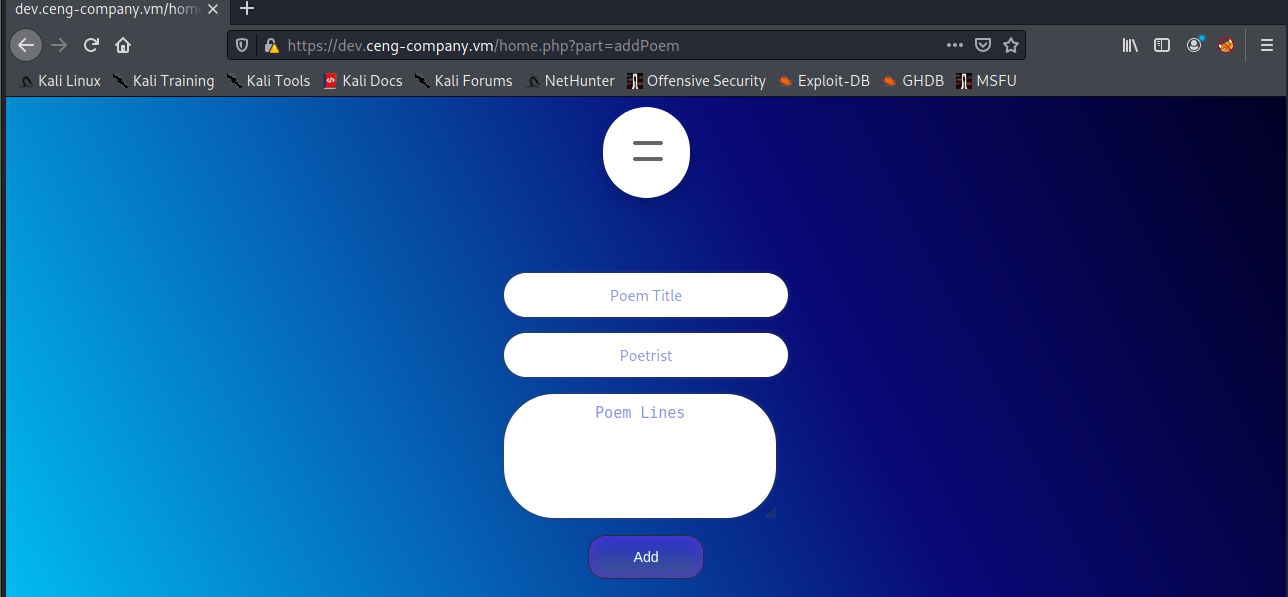 dev.ceng-company.vm/hom
https://dev.ceng-company.vm/home.php?part=addPoem
Kali Linux Kali Training Kali Tools Kali Docs Kali Forums NetHunter Offensive Security Exploit-DB GHDB MSFU
Poem Title
Poetrist
Poem Lines
Add